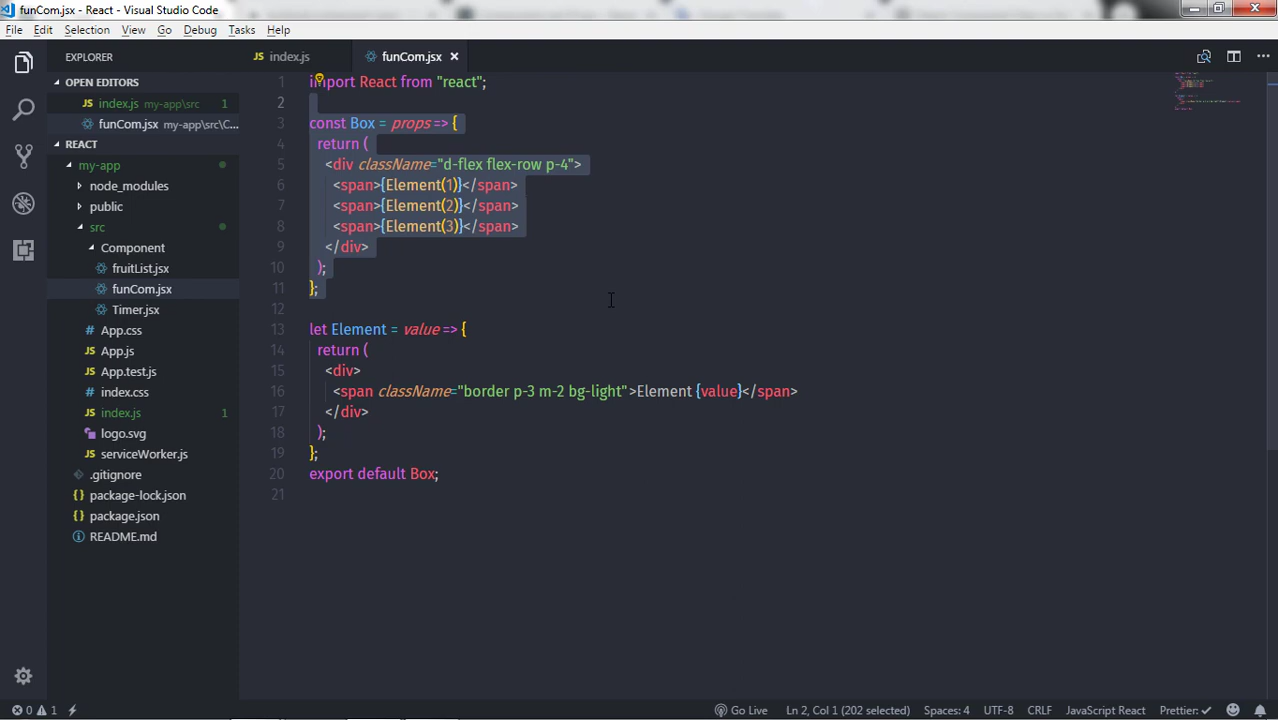 funCom.jsx - React - Visual Studio Code
File Edit Selection View Go Debug Tasks Help
EXPLORER
index.js
funCom.jsx
OPEN EDITORS
index.js my-app\src 1
funCom.jsx my-app\src\C...
REACT
my-app
node_modules
public
src
Component
fruitList.jsx
funCom.jsx
Timer.jsx
App.css
App.js
App.test.js
index.css
index.js 1
logo.svg
serviceWorker.js
.gitignore
package-lock.json
package.json
README.md
1 import React from "react";
2
3 const Box = props => {
4 return (
5 <div className="d-flex flex-row p-4">
6 <span>{Element(1)}</span>
7 <span>{Element(2)}</span>
8 <span>{Element(3)}</span>
9 </div>
10 );
11 };
12
13 let Element = value => {
14 return (
15 <div>
16 <span className="border p-3 m-2 bg-light" >Element {value}</span>
17 </div>
18 );
19 };
20 export default Box;
21
0 1 Go Live Ln 2, Col 1 (202 selected) Spaces: 4 UTF-8 CRLF JavaScript React Prettier: ✓